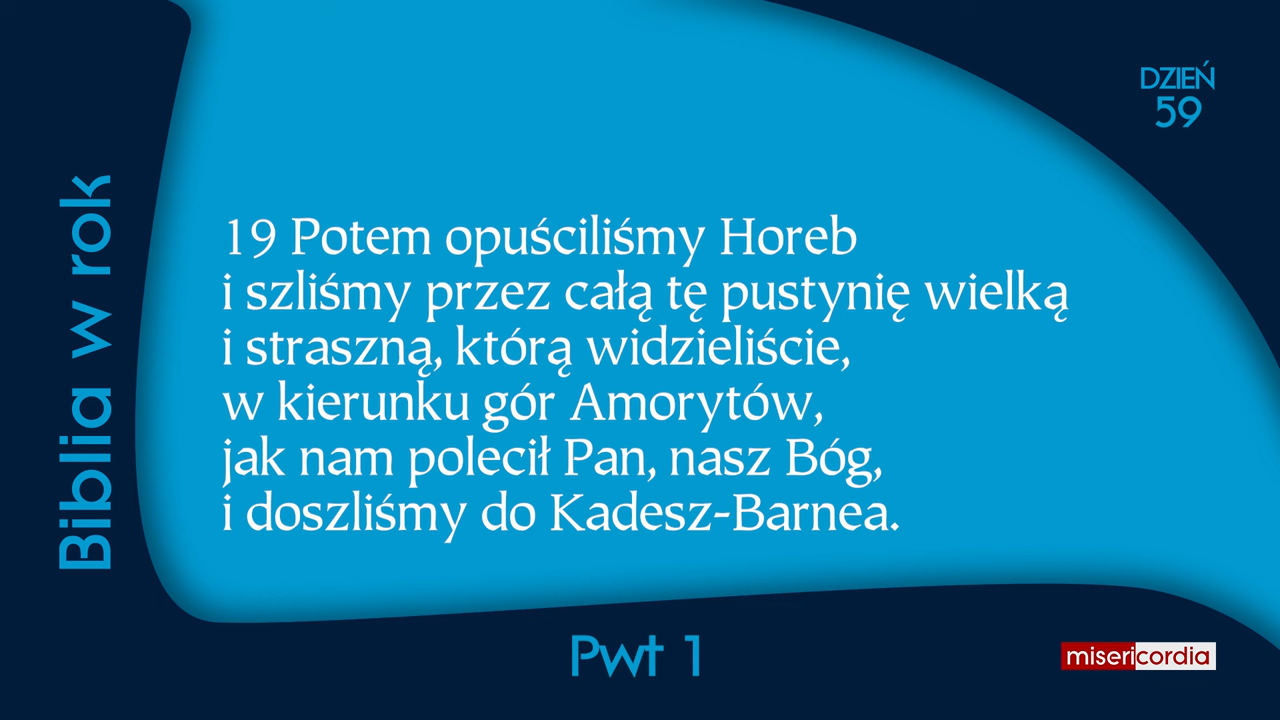 DZIEŃ
59
Biblia w rok
19 Potem opuściliśmy Horeb
i szliśmy przez całą tę pustynię wielką
i straszną, którą widzieliście,
w kierunku gór Amorytów,
jak nam polecił Pan, nasz Bóg,
i doszliśmy do Kadesz-Barnea.
Pwt 1
misericordia